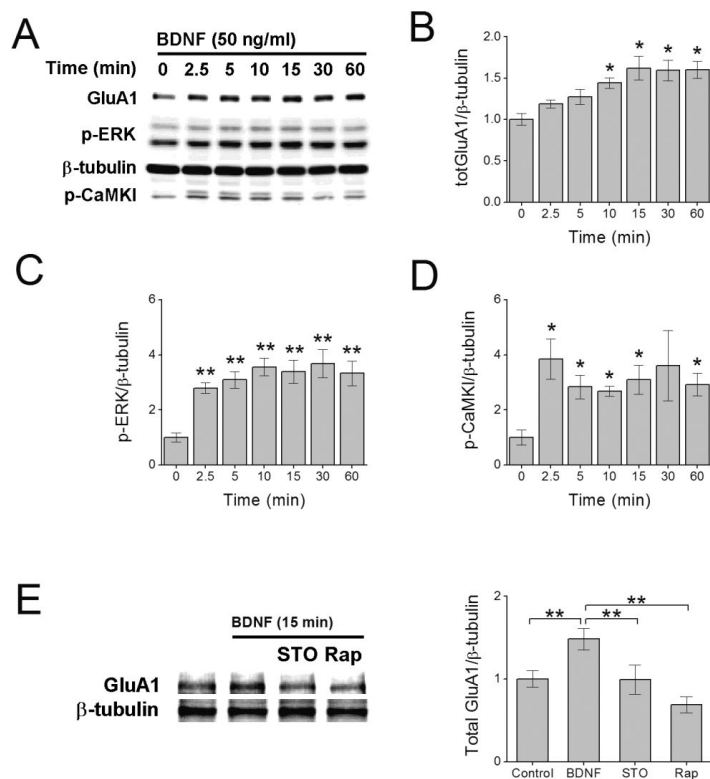 A
BDNF (50 ng/ml)
Time (min) 0 2.5 5 10 15 30 60
GluA1
p-ERK
β-tubulin
p-CaMKI
B
totGluA1/β-tubulin
2.0
1.5
1.0
0.5
0.0
* * * *
0 2.5 5 10 15 30 60
Time (min)
C
p-ERK/β-tubulin
6
4
2
0
** ** ** ** ** **
0 2.5 5 10 15 30 60
Time (min)
D
p-CaMKI/β-tubulin
6
4
2
0
* * * * *
0 2.5 5 10 15 30 60
Time (min)
E
BDNF (15 min)
STO Rap
GluA1
β-tubulin
Total GluA1/β-tubulin
2
1
0
** ** **
Control BDNF STO Rap